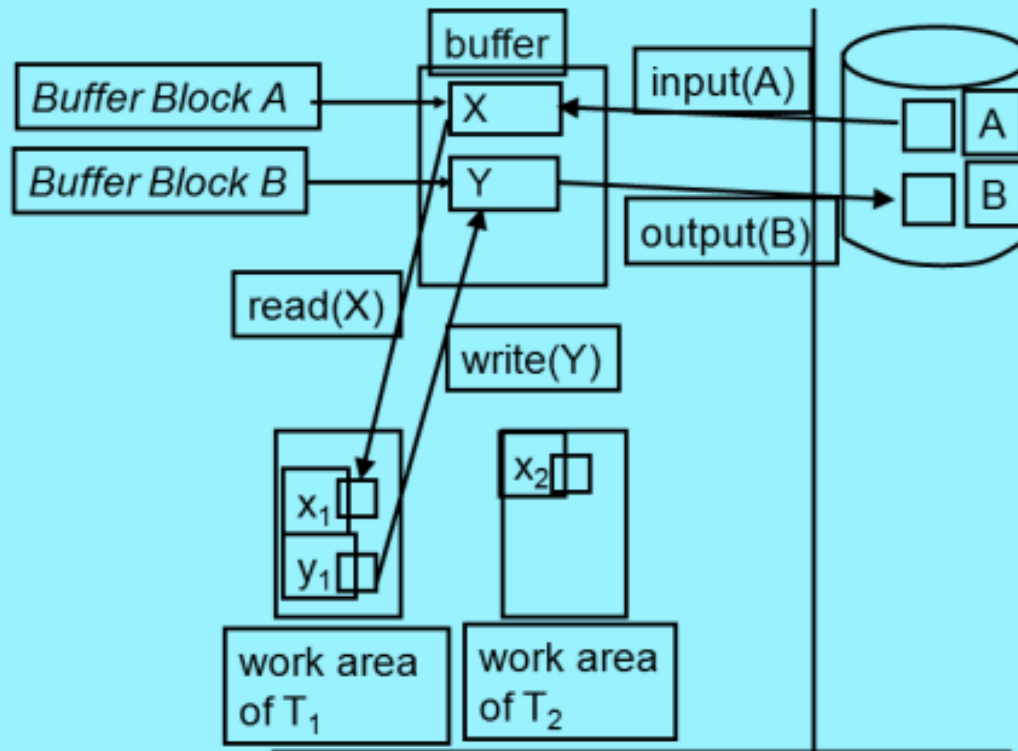 buffer
Buffer Block A
X
input(A)
A
Buffer Block B
Y
B
output(B)
read(X)
write(Y)
x₁
y₁
x₂
work area
of T₁
work area
of T₂